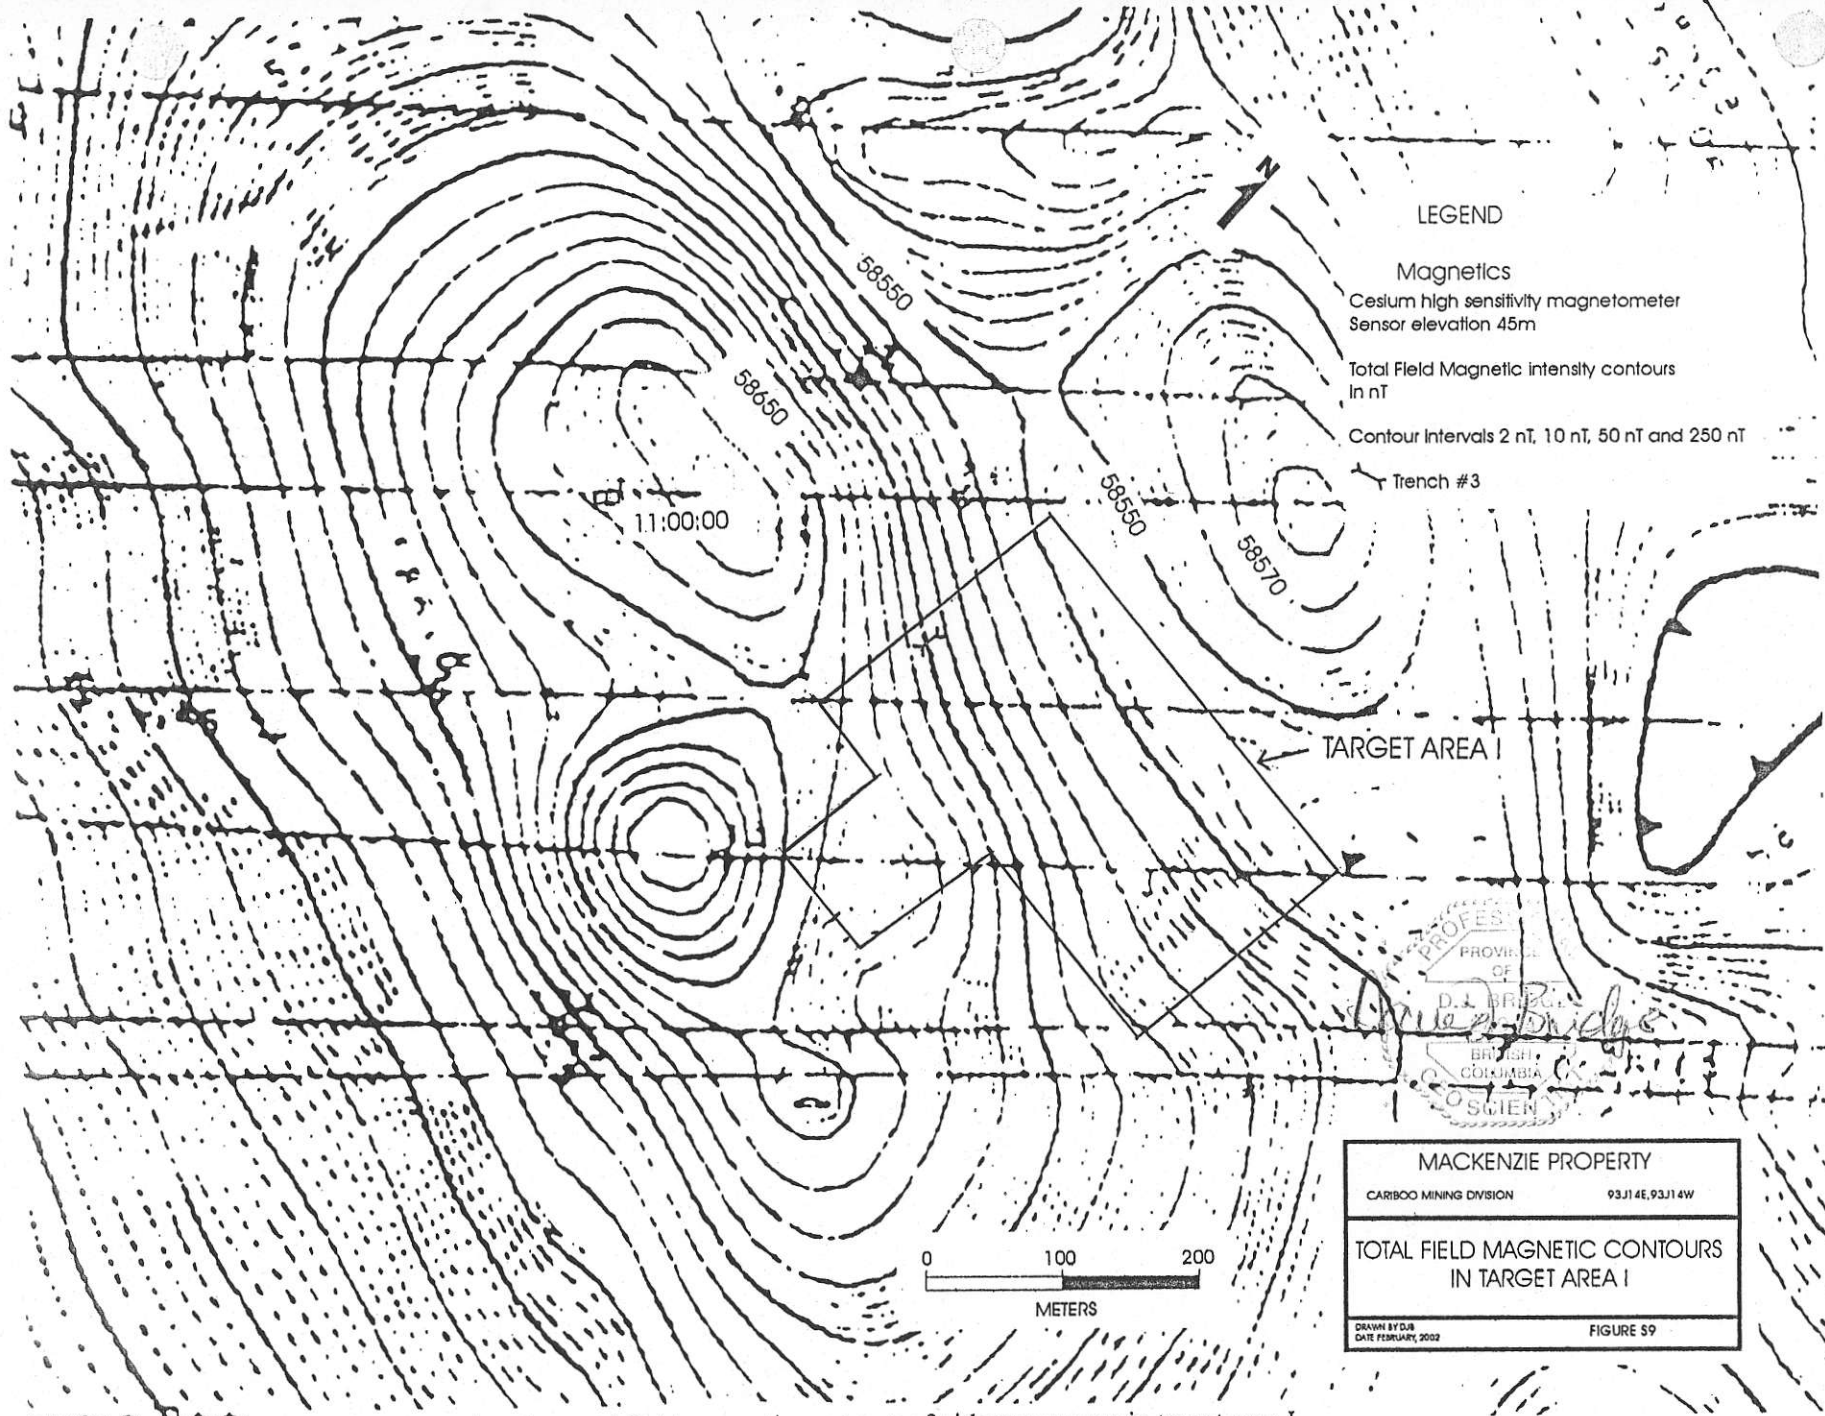 N
LEGEND
Magnetics
Cesium high sensitivity magnetometer
Sensor elevation 45m
Total Field Magnetic intensity contours
in nT
Contour intervals 2 nT, 10 nT, 50 nT and 250 nT
Trench #3
58550
58650
11:00:00
58550
58570
TARGET AREA I
PROVINCE
OF
D.J. BRIDGE
BRITISH
COLUMBIA
0 100 200
METERS
MACKENZIE PROPERTY
CARIBOO MINING DIVISION 93J14E,93J14W
TOTAL FIELD MAGNETIC CONTOURS
IN TARGET AREA I
DRAWN BY DJB
DATE FEBRUARY, 2002
FIGURE S9